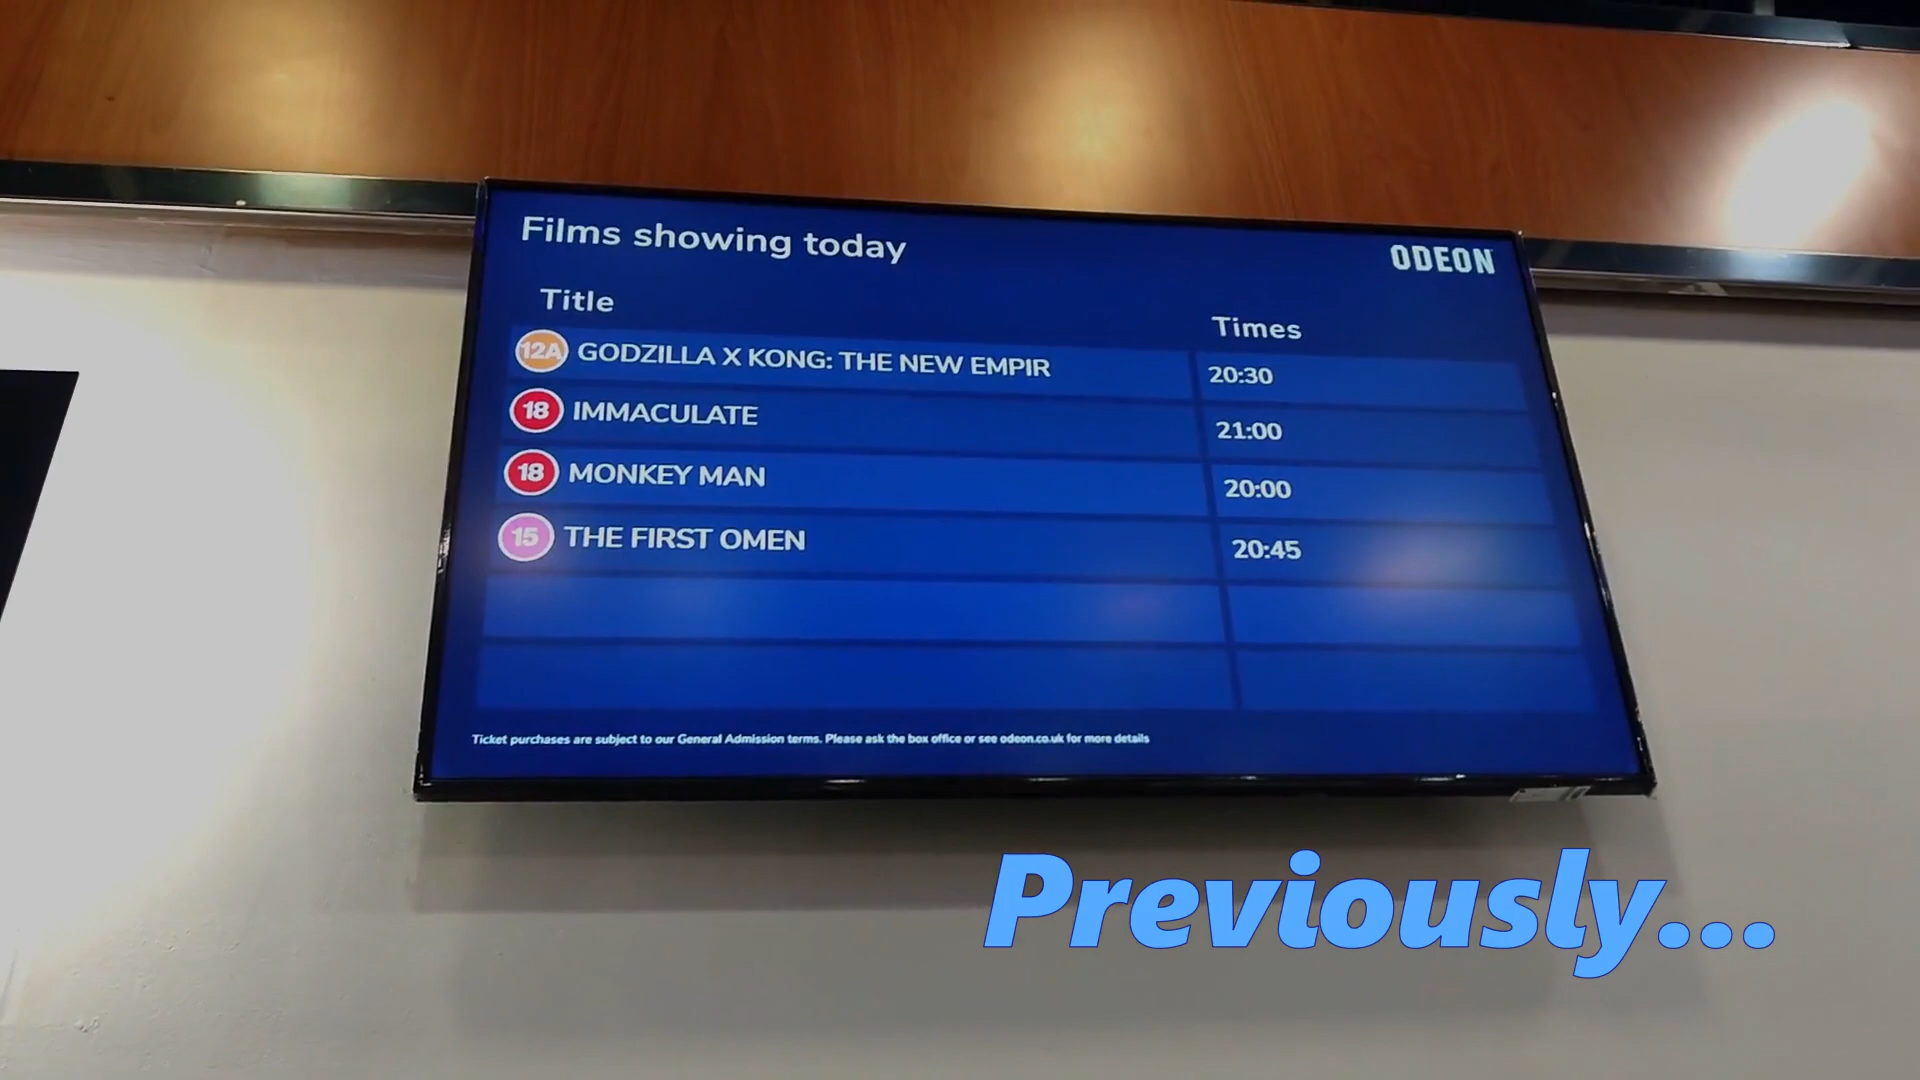 Films showing today
ODEON
Title
Times
12A GODZILLA X KONG: THE NEW EMPIR 20:30
18 IMMACULATE 21:00
18 MONKEY MAN 20:00
15 THE FIRST OMEN 20:45
Ticket purchases are subject to our General Admission terms. Please ask the box office or see odeon.co.uk for more details
Previously...